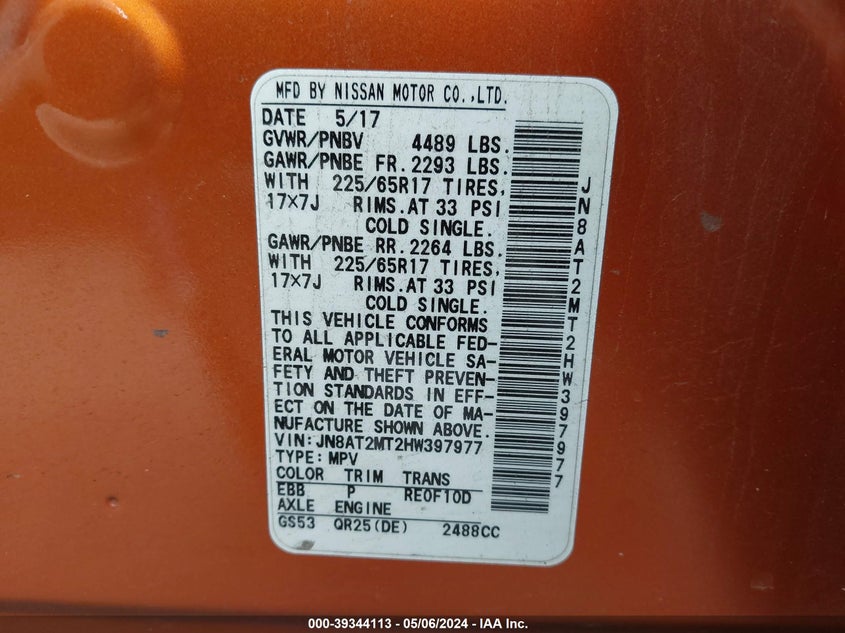 MFD BY NISSAN MOTOR CO.,LTD.
DATE 5/17
GVWR/PNBV 4489 LBS.
GAWR/PNBE FR. 2293 LBS.
WITH 225/65R17 TIRES,
17×7J RIMS.AT 33 PSI
COLD SINGLE.
GAWR/PNBE RR. 2264 LBS.
WITH 225/65R17 TIRES,
17×7J RIMS.AT 33 PSI
COLD SINGLE.
THIS VEHICLE CONFORMS
TO ALL APPLICABLE FED-
ERAL MOTOR VEHICLE SA-
FETY AND THEFT PREVEN-
TION STANDARDS IN EFF-
ECT ON THE DATE OF MA-
NUFACTURE SHOWN ABOVE.
VIN:JN8AT2MT2HW397977
TYPE:MPV
COLOR TRIM TRANS
EBB P RE0F10D
AXLE ENGINE
GS53 QR25(DE) 2488CC
JN8AT2MT2HW397977
000-39344113 - 05/06/2024 - IAA Inc.